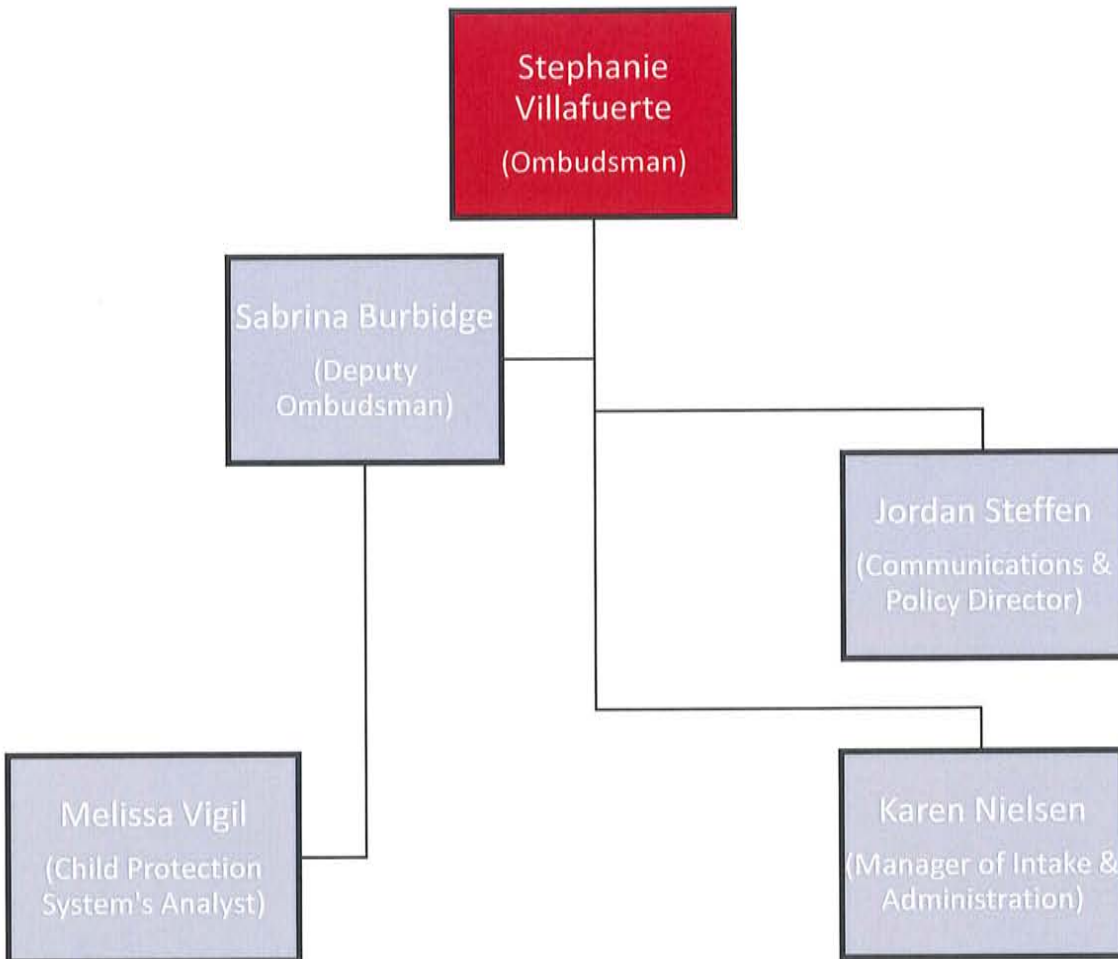 Stephanie
Villafuerte
(Ombudsman)
Sabrina Burbidge
(Deputy
Ombudsman)
Jordan Steffen
(Communications &
Policy Director)
Melissa Vigil
(Child Protection
System's Analyst)
Karen Nielsen
(Manager of Intake &
Administration)